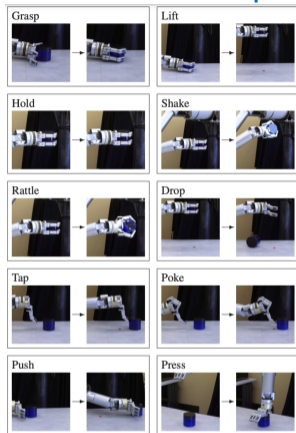 Grasp
Lift
Hold
Shake
Rattle
Drop
Tap
Poke
Push
Press